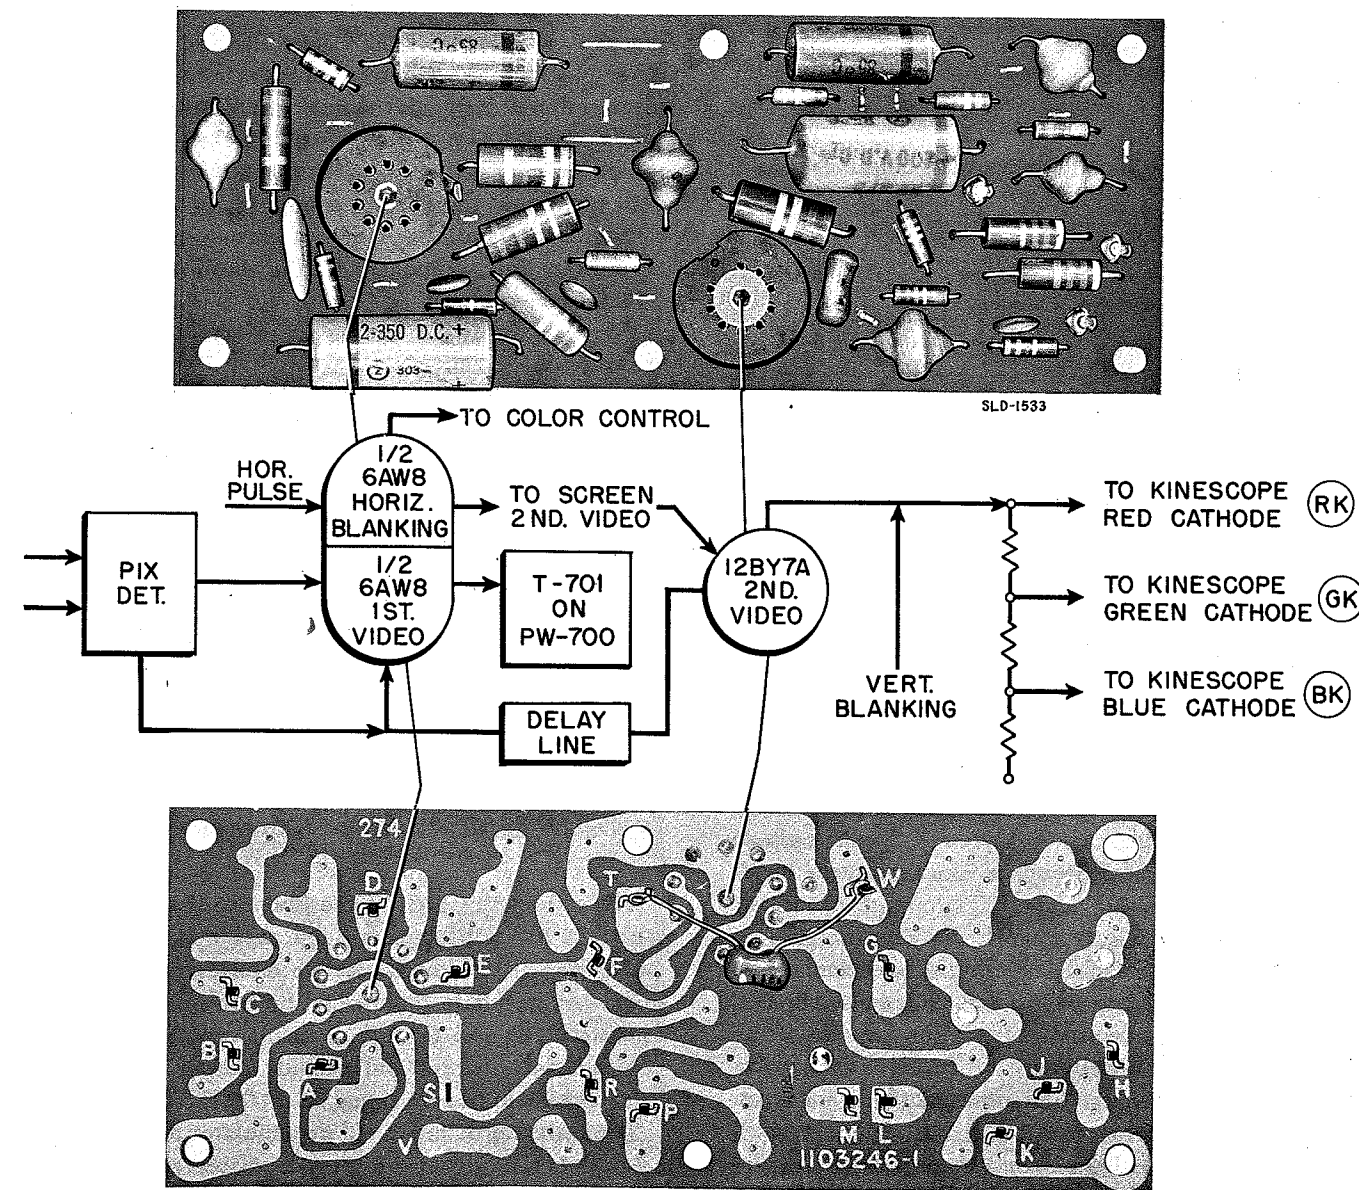 2-350 D.C.+
303-
SLD-1533
TO COLOR CONTROL
HOR.
PULSE
1/2
6AW8
HORIZ.
BLANKING
TO SCREEN
2ND. VIDEO
TO KINESCOPE
RED CATHODE
RK
PIX
DET.
1/2
6AW8
1ST.
VIDEO
T-701
ON
PW-700
12BY7A
2ND.
VIDEO
TO KINESCOPE
GREEN CATHODE
GK
VERT.
BLANKING
TO KINESCOPE
BLUE CATHODE
BK
DELAY
LINE
274
D
T
W
E
F
G
C
B
A
S
R
P
J
H
V
M
L
K
1103246-1